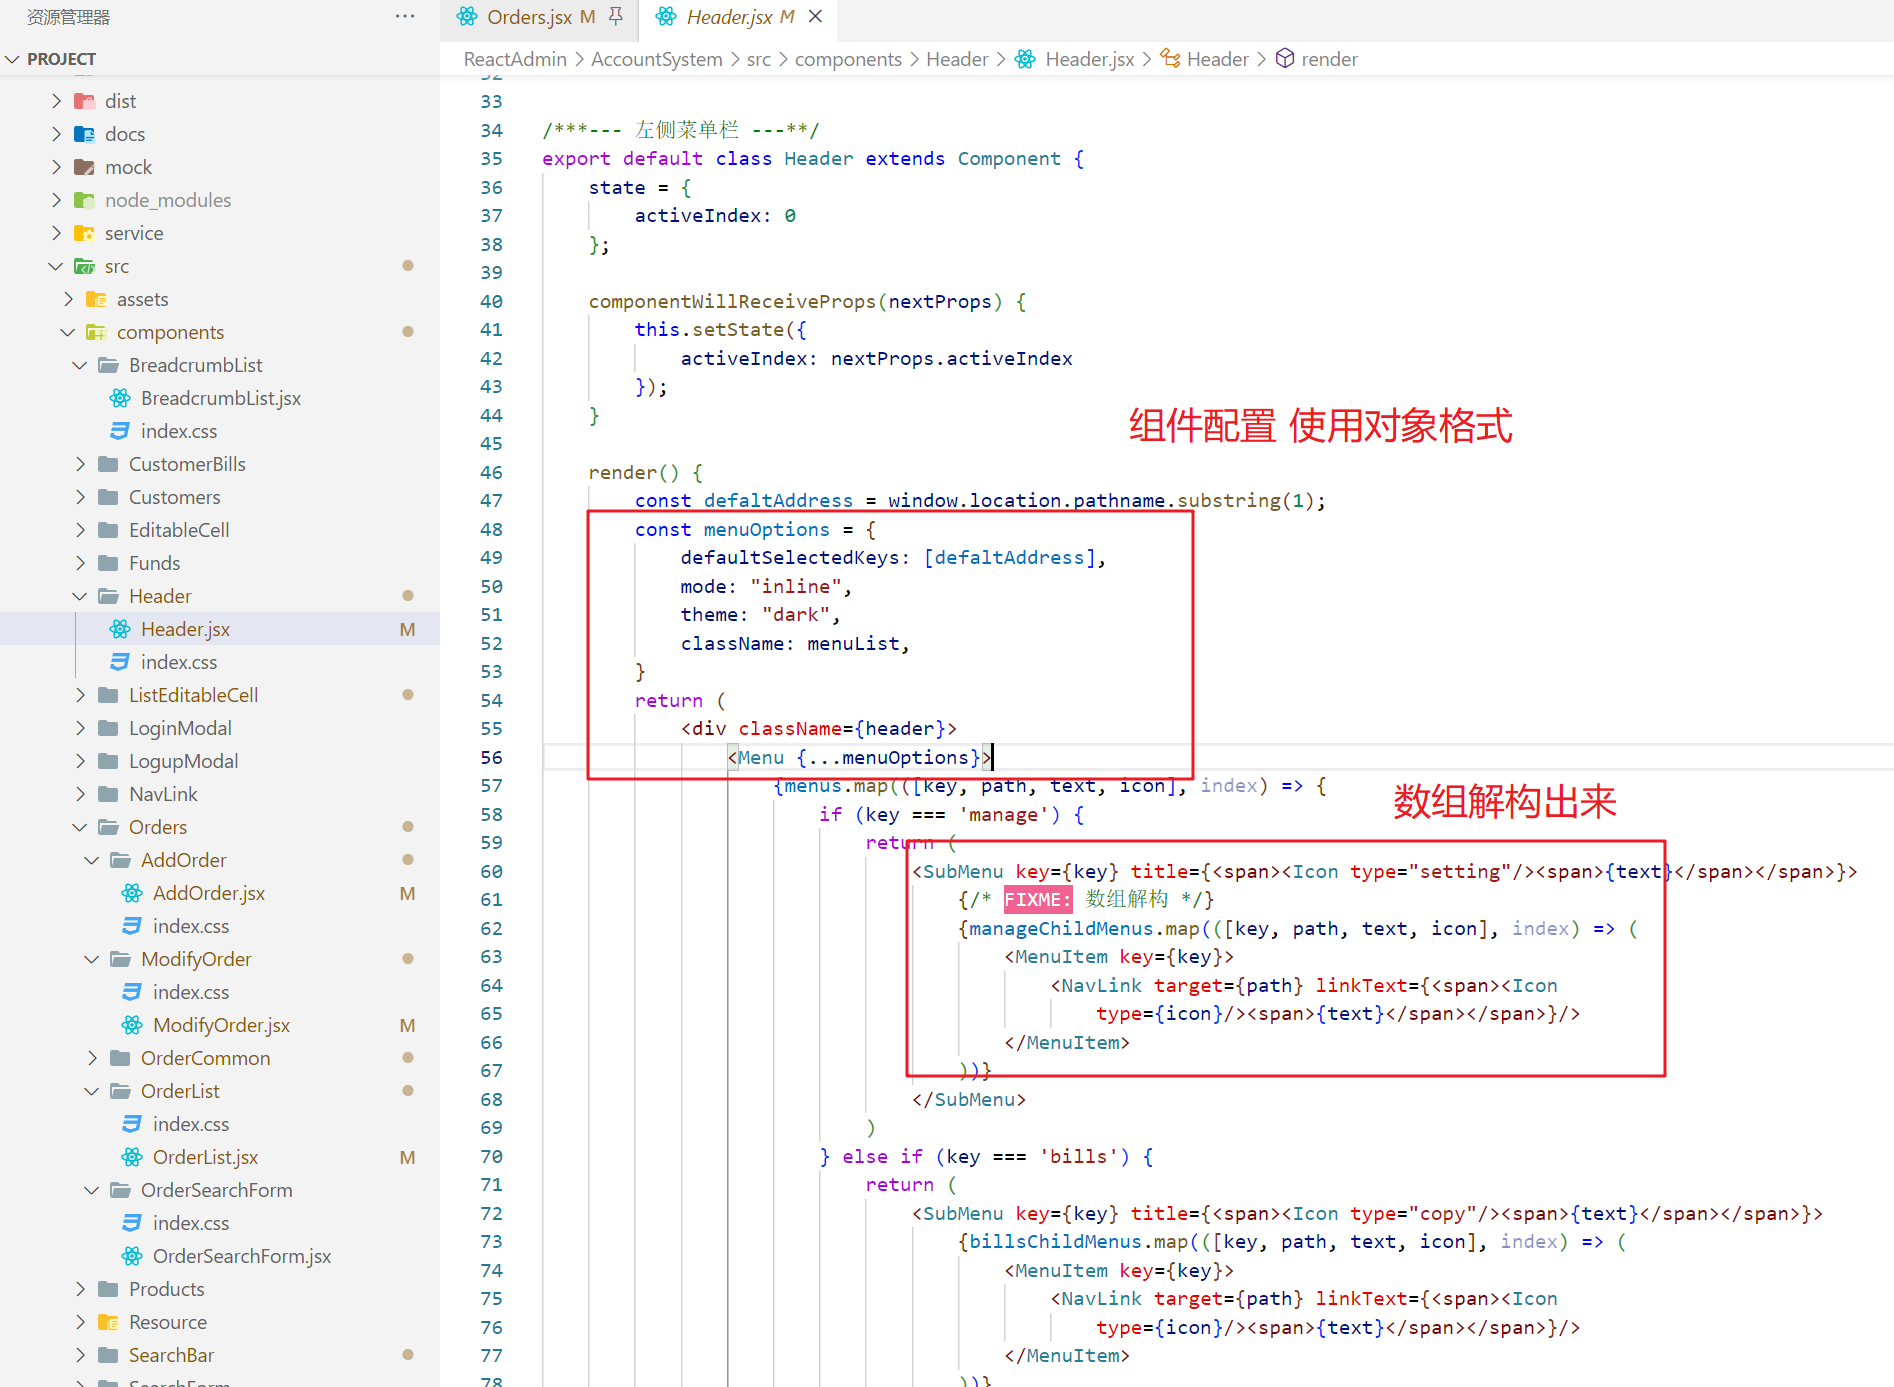 资源管理器
···
PROJECT
dist
docs
mock
node_modules
service
src
assets
components
BreadcrumbList
BreadcrumbList.jsx
index.css
CustomerBills
Customers
EditableCell
Funds
Header
Header.jsx M
index.css
ListEditableCell
LoginModal
LogupModal
NavLink
Orders
AddOrder
AddOrder.jsx M
index.css
ModifyOrder
index.css
ModifyOrder.jsx M
OrderCommon
OrderList
index.css
OrderList.jsx M
OrderSearchForm
index.css
OrderSearchForm.jsx
Products
Resource
SearchBar
SearchForm
Orders.jsx M
Header.jsx M
ReactAdmin > AccountSystem > src > components > Header > Header.jsx > Header > render
32
33
34 /***--- 左侧菜单栏 ---**/
35 export default class Header extends Component {
36 state = {
37 activeIndex: 0
38 };
39
40 componentWillReceiveProps(nextProps) {
41 this.setState({
42 activeIndex: nextProps.activeIndex
43 });
44 }
45
组件配置 使用对象格式
46 render() {
47 const defaltAddress = window.location.pathname.substring(1);
48 const menuOptions = {
49 defaultSelectedKeys: [defaltAddress],
50 mode: "inline",
51 theme: "dark",
52 className: menuList,
53 }
54 return (
55 <div className={header}>
56 <Menu {...menuOptions}>
57 {menus.map(([key, path, text, icon], index) => {
数组解构出来
58 if (key === 'manage') {
59 return (
60 <SubMenu key={key} title={<span><Icon type="setting"/><span>{text}</span></span>}>
61 {/* FIXME: 数组解构 */}
62 {manageChildMenus.map(([key, path, text, icon], index) => (
63 <MenuItem key={key}>
64 <NavLink target={path} linkText={<span><Icon
65 type={icon}/><span>{text}</span></span>}/>
66 </MenuItem>
67 ))}
68 </SubMenu>
69 )
70 } else if (key === 'bills') {
71 return (
72 <SubMenu key={key} title={<span><Icon type="copy"/><span>{text}</span></span>}>
73 {billsChildMenus.map(([key, path, text, icon], index) => (
74 <MenuItem key={key}>
75 <NavLink target={path} linkText={<span><Icon
76 type={icon}/><span>{text}</span></span>}/>
77 </MenuItem>
78 ))}